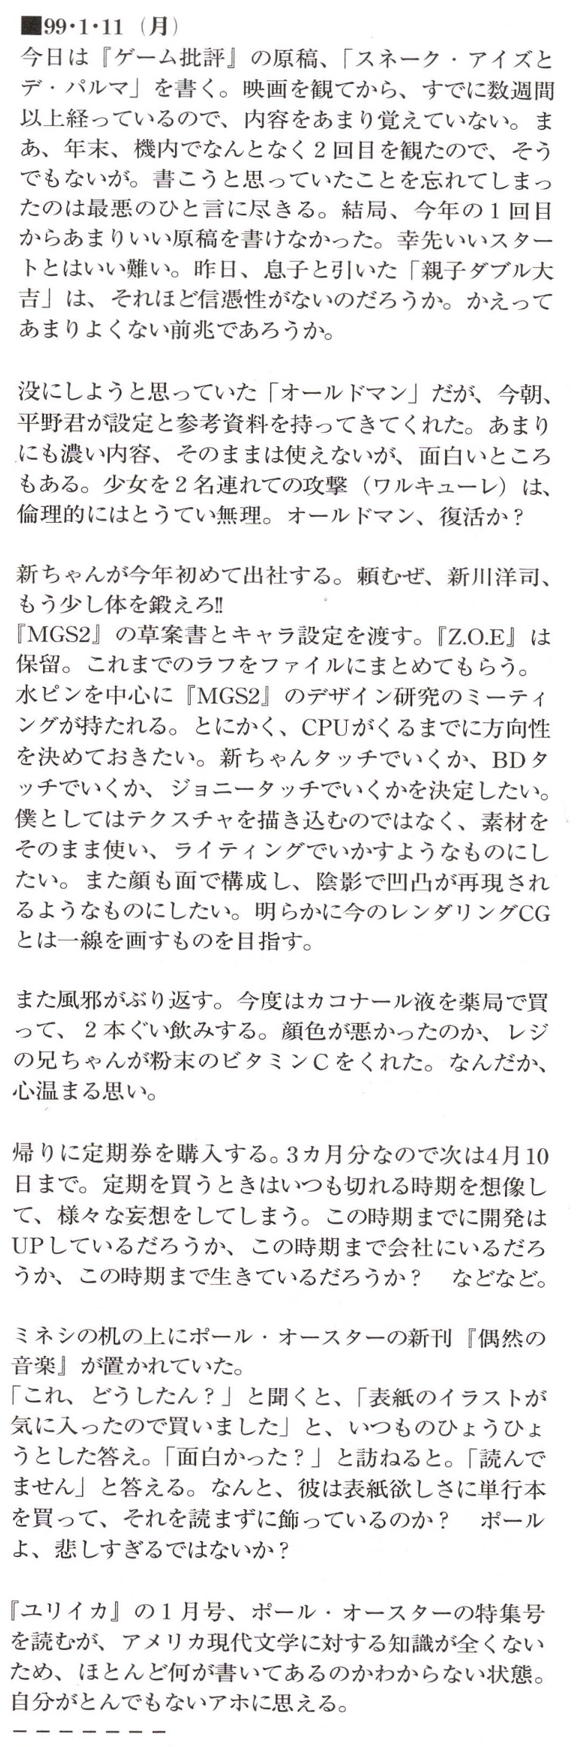 ■99･1･11（月）
今日は『ゲーム批評』の原稿、「スネーク・アイズと
デ・パルマ」を書く。映画を観てから、すでに数週間
以上経っているので、内容をあまり覚えていない。ま
あ、年末、機内でなんとなく２回目を観たので、そう
でもないが。書こうと思っていたことを忘れてしまっ
たのは最悪のひと言に尽きる。結局、今年の１回目
からあまりいい原稿を書けなかった。幸先いいスター
トとはいい難い。昨日、息子と引いた「親子ダブル大
吉」は、それほど信憑性がないのだろうか。かえって
あまりよくない前兆であろうか。

没にしようと思っていた「オールドマン」だが、今朝、
平野君が設定と参考資料を持ってきてくれた。あまり
にも濃い内容、そのままは使えないが、面白いところ
もある。少女を２名連れての攻撃（ワルキューレ）は、
倫理的にはとうてい無理。オールドマン、復活か？

新ちゃんが今年初めて出社する。頼むぜ、新川洋司、
もう少し体を鍛えろ!!
『MGS2』の草案書とキャラ設定を渡す。『Z.O.E』は
保留。これまでのラフをファイルにまとめてもらう。
水ピンを中心に『MGS2』のデザイン研究のミーティ
ングが持たれる。とにかく、CPUがくるまでに方向性
を決めておきたい。新ちゃんタッチでいくか、BDタ
ッチでいくか、ジョニータッチでいくかを決定したい。
僕としてはテクスチャを描き込むのではなく、素材を
そのまま使い、ライティングでいかすようなものにし
たい。また顔も面で構成し、陰影で凹凸が再現され
るようなものにしたい。明らかに今のレンダリングCG
とは一線を画すものを目指す。

また風邪がぶり返す。今度はカコナール液を薬局で買
って、２本ぐい飲みする。顔色が悪かったのか、レジ
の兄ちゃんが粉末のビタミンCをくれた。なんだか、
心温まる思い。

帰りに定期券を購入する。3カ月分なので次は4月10
日まで。定期を買うときはいつも切れる時期を想像し
て、様々な妄想をしてしまう。この時期までに開発は
UPしているだろうか、この時期まで会社にいるだろ
うか、この時期まで生きているだろうか？　などなど。

ミネシの机の上にポール・オースターの新刊『偶然の
音楽』が置かれていた。
「これ、どうしたん？」と聞くと、「表紙のイラストが
気に入ったので買いました」と、いつものひょうひょ
うとした答え。「面白かった？」と訪ねると。「読んで
ません」と答える。なんと、彼は表紙欲しさに単行本
を買って、それを読まずに飾っているのか？　ポール
よ、悲しすぎるではないか？

『ユリイカ』の１月号、ポール・オースターの特集号
を読むが、アメリカ現代文学に対する知識が全くない
ため、ほとんど何が書いてあるのかわからない状態。
自分がとんでもないアホに思える。
－－－－－－－